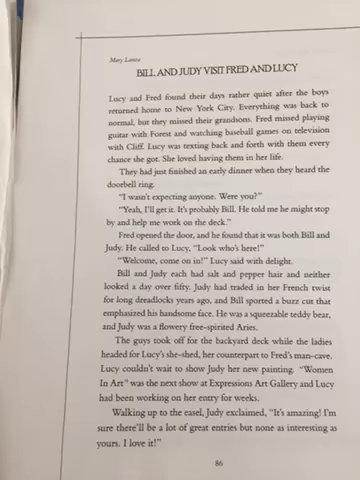 Mary Lanza
BILL AND JUDY VISIT FRED AND LUCY
Lucy and Fred found their days rather quiet after the boys
returned home to New York City. Everything was back to
normal, but they missed their grandsons. Fred missed playing
guitar with Forest and watching baseball games on television
with Cliff. Lucy was texting back and forth with them every
chance she got. She loved having them in her life.
They had just finished an early dinner when they heard the
doorbell ring.
"I wasn't expecting anyone. Were you?"
"Yeah, I'll get it. It's probably Bill. He told me he might stop
by and help me work on the deck."
Fred opened the door, and he found that it was both Bill and
Judy. He called to Lucy, "Look who's here!"
"Welcome, come on in!" Lucy said with delight.
Bill and Judy each had salt and pepper hair and neither
looked a day over fifty. Judy had traded in her French twist
for long dreadlocks years ago, and Bill sported a buzz cut that
emphasized his handsome face. He was a squeezable teddy bear,
and Judy was a flowery free-spirited Aries.
The guys took off for the backyard deck while the ladies
headed for Lucy's she-shed, her counterpart to Fred's man-cave.
Lucy couldn't wait to show Judy her new painting. "Women
In Art" was the next show at Expressions Art Gallery and Lucy
had been working on her entry for weeks.
Walking up to the easel, Judy exclaimed, "It's amazing! I'm
sure there'll be a lot of great entries but none as interesting as
yours. I love it!"
86